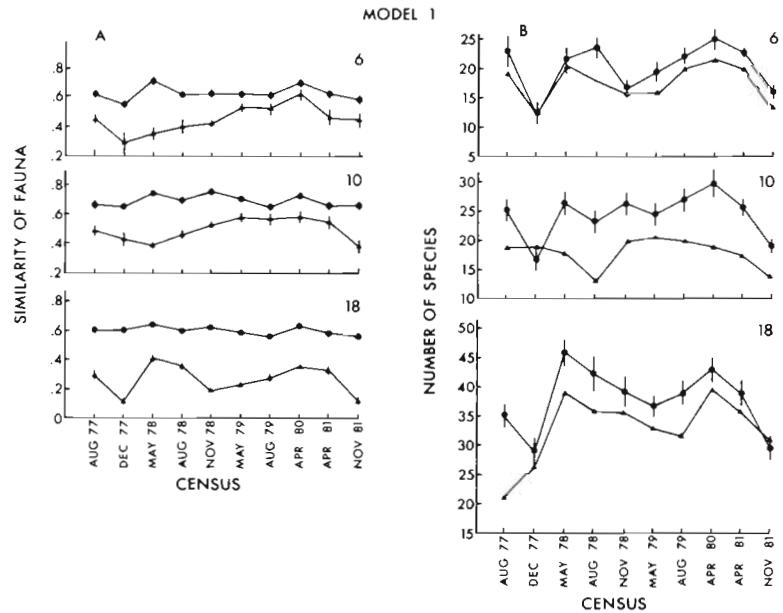 MODEL 1
A
6
.8
.6
.4
.2
10
.8
.6
.4
.2
18
.6
.4
.2
0
SIMILARITY OF FAUNA
AUG 77
DEC 77
MAY 78
AUG 78
NOV 78
MAY 79
AUG 79
APR 80
APR 81
NOV 81
CENSUS
B
6
25
20
15
10
5
10
30
25
20
15
10
18
50
45
40
35
30
25
20
15
NUMBER OF SPECIES
AUG 77
DEC 77
MAY 78
AUG 78
NOV 78
MAY 79
AUG 79
APR 80
APR 81
NOV 81
CENSUS